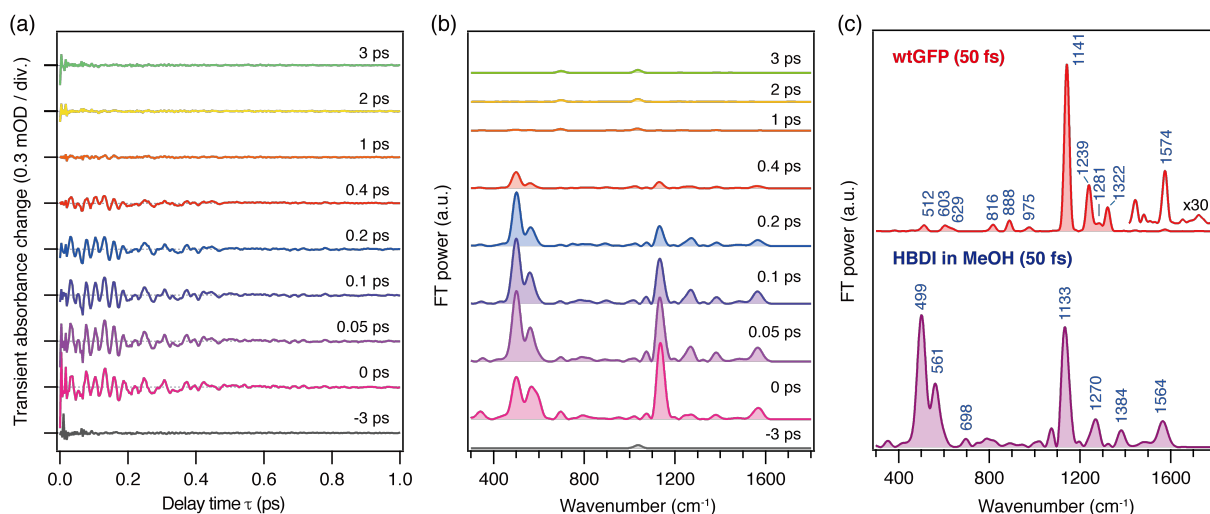 (a)
Transient absorbance change (0.3 mOD / div.)
3 ps
2 ps
1 ps
0.4 ps
0.2 ps
0.1 ps
0.05 ps
0 ps
-3 ps
0.0 0.2 0.4 0.6 0.8 1.0
Delay time τ (ps)
(b)
FT power (a.u.)
3 ps
2 ps
1 ps
0.4 ps
0.2 ps
0.1 ps
0.05 ps
0 ps
-3 ps
400 800 1200 1600
Wavenumber (cm⁻¹)
(c)
FT power (a.u.)
wtGFP (50 fs)
512
603
629
816
888
975
1141
1239
1281
1322
1574
x30
HBDI in MeOH (50 fs)
499
561
698
1133
1270
1384
1564
400 800 1200 1600
Wavenumber (cm⁻¹)